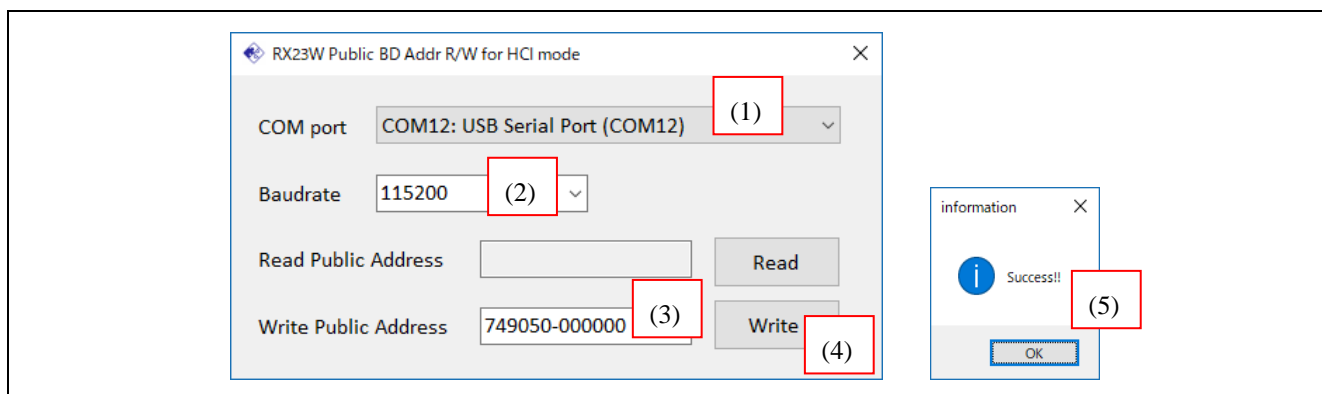 RX23W Public BD Addr R/W for HCI mode
COM port COM12: USB Serial Port (COM12) (1)
Baudrate 115200 (2)
Read Public Address Read
Write Public Address 749050-000000 (3) Write (4)
information
Success!!
(5)
OK